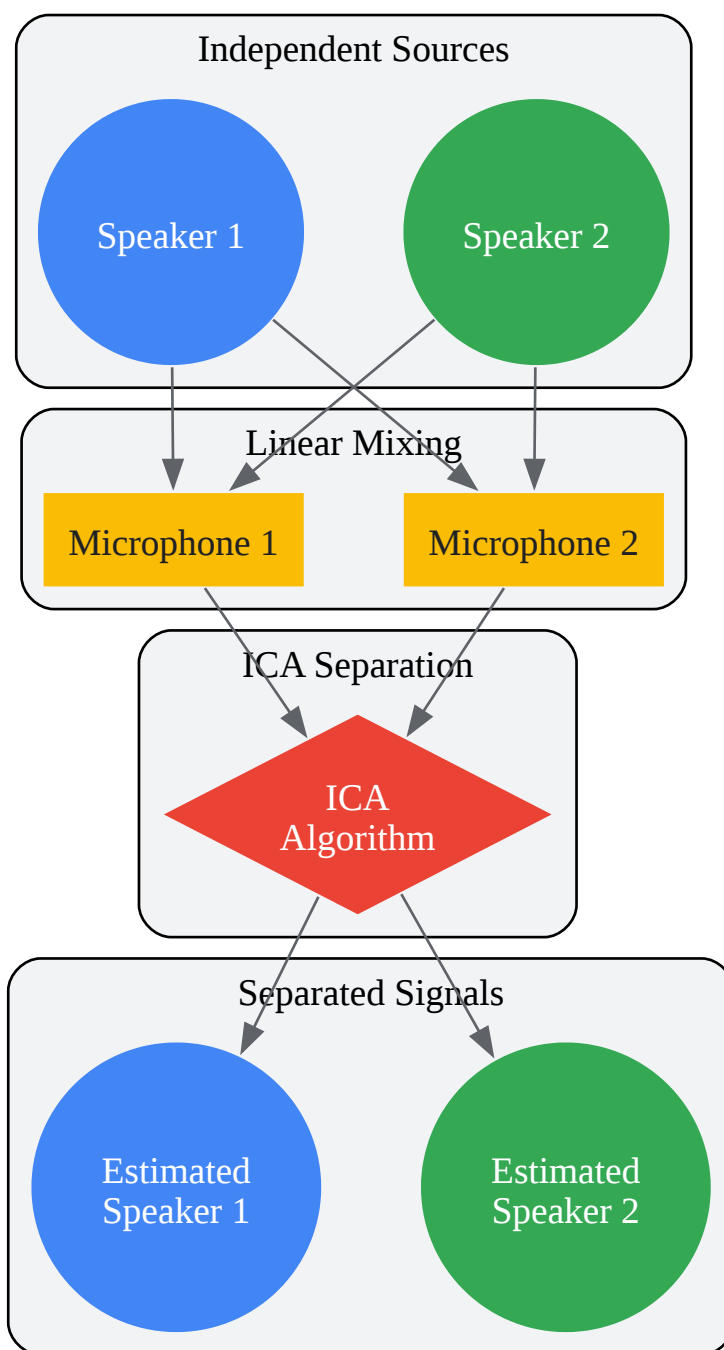 Independent Sources
Speaker 1
Speaker 2
Linear Mixing
Microphone 1
Microphone 2
ICA Separation
ICA
Algorithm
Separated Signals
Estimated
Speaker 1
Estimated
Speaker 2